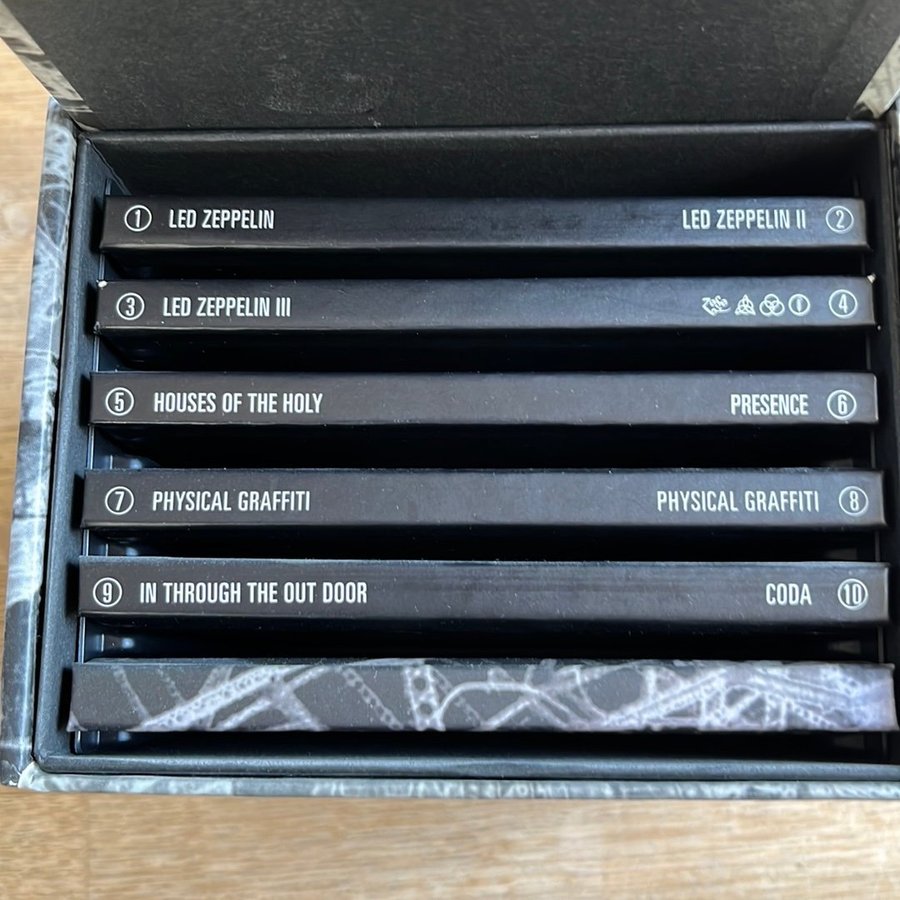 ① LED ZEPPELIN LED ZEPPELIN II ②
③ LED ZEPPELIN III ④
⑤ HOUSES OF THE HOLY PRESENCE ⑥
⑦ PHYSICAL GRAFFITI PHYSICAL GRAFFITI ⑧
⑨ IN THROUGH THE OUT DOOR CODA ⑩